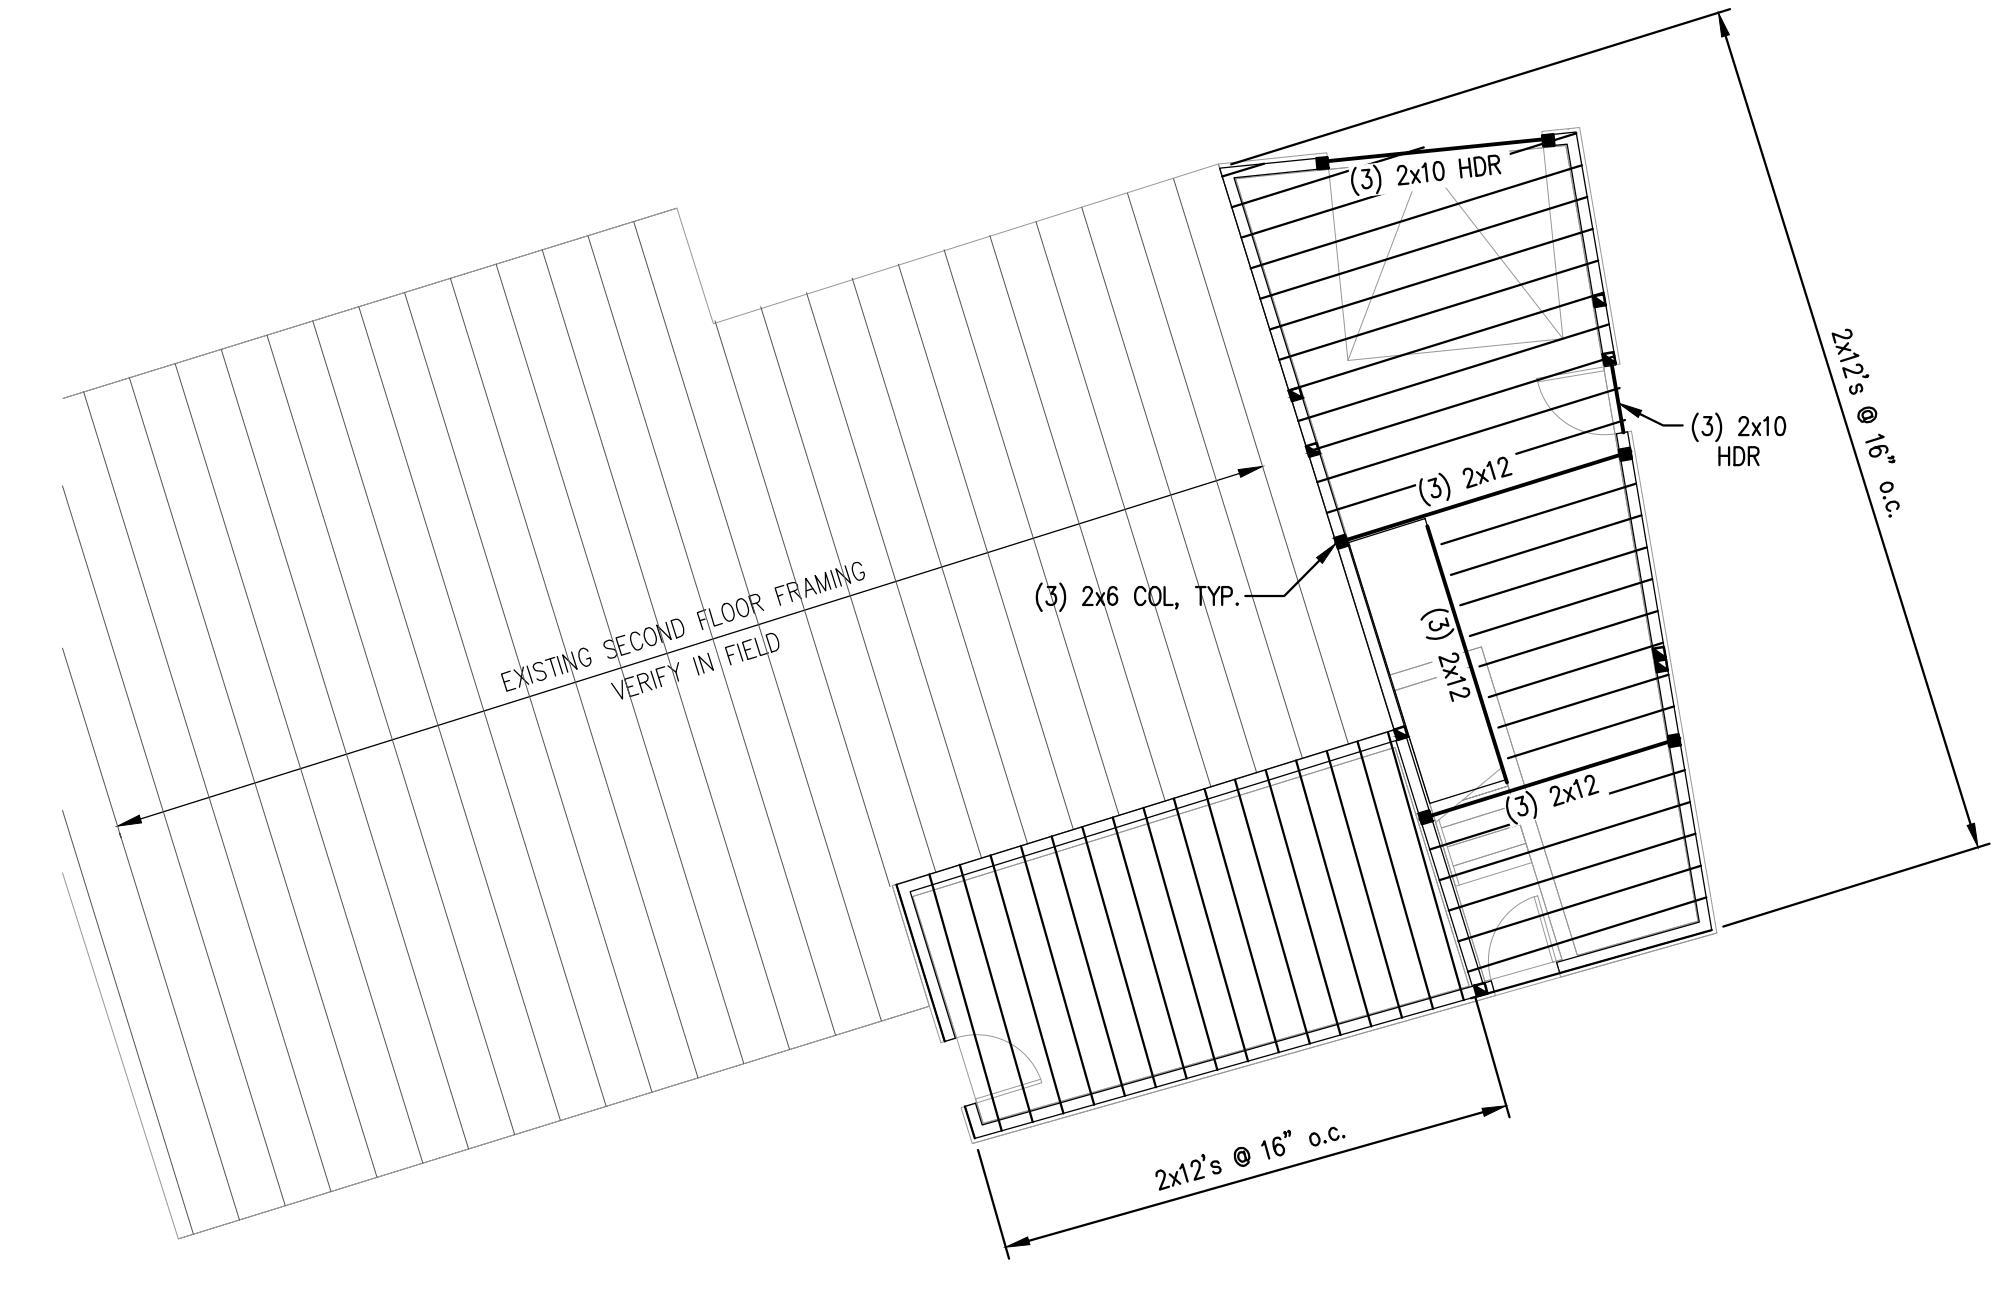 (3) 2x10 HDR
2x12's @ 16" o.c.
(3) 2x10
HDR
(3) 2x12
EXISTING SECOND FLOOR FRAMING
VERIFY IN FIELD
(3) 2x6 COL, TYP.
(3) 2x12
(3) 2x12
2x12's @ 16" o.c.